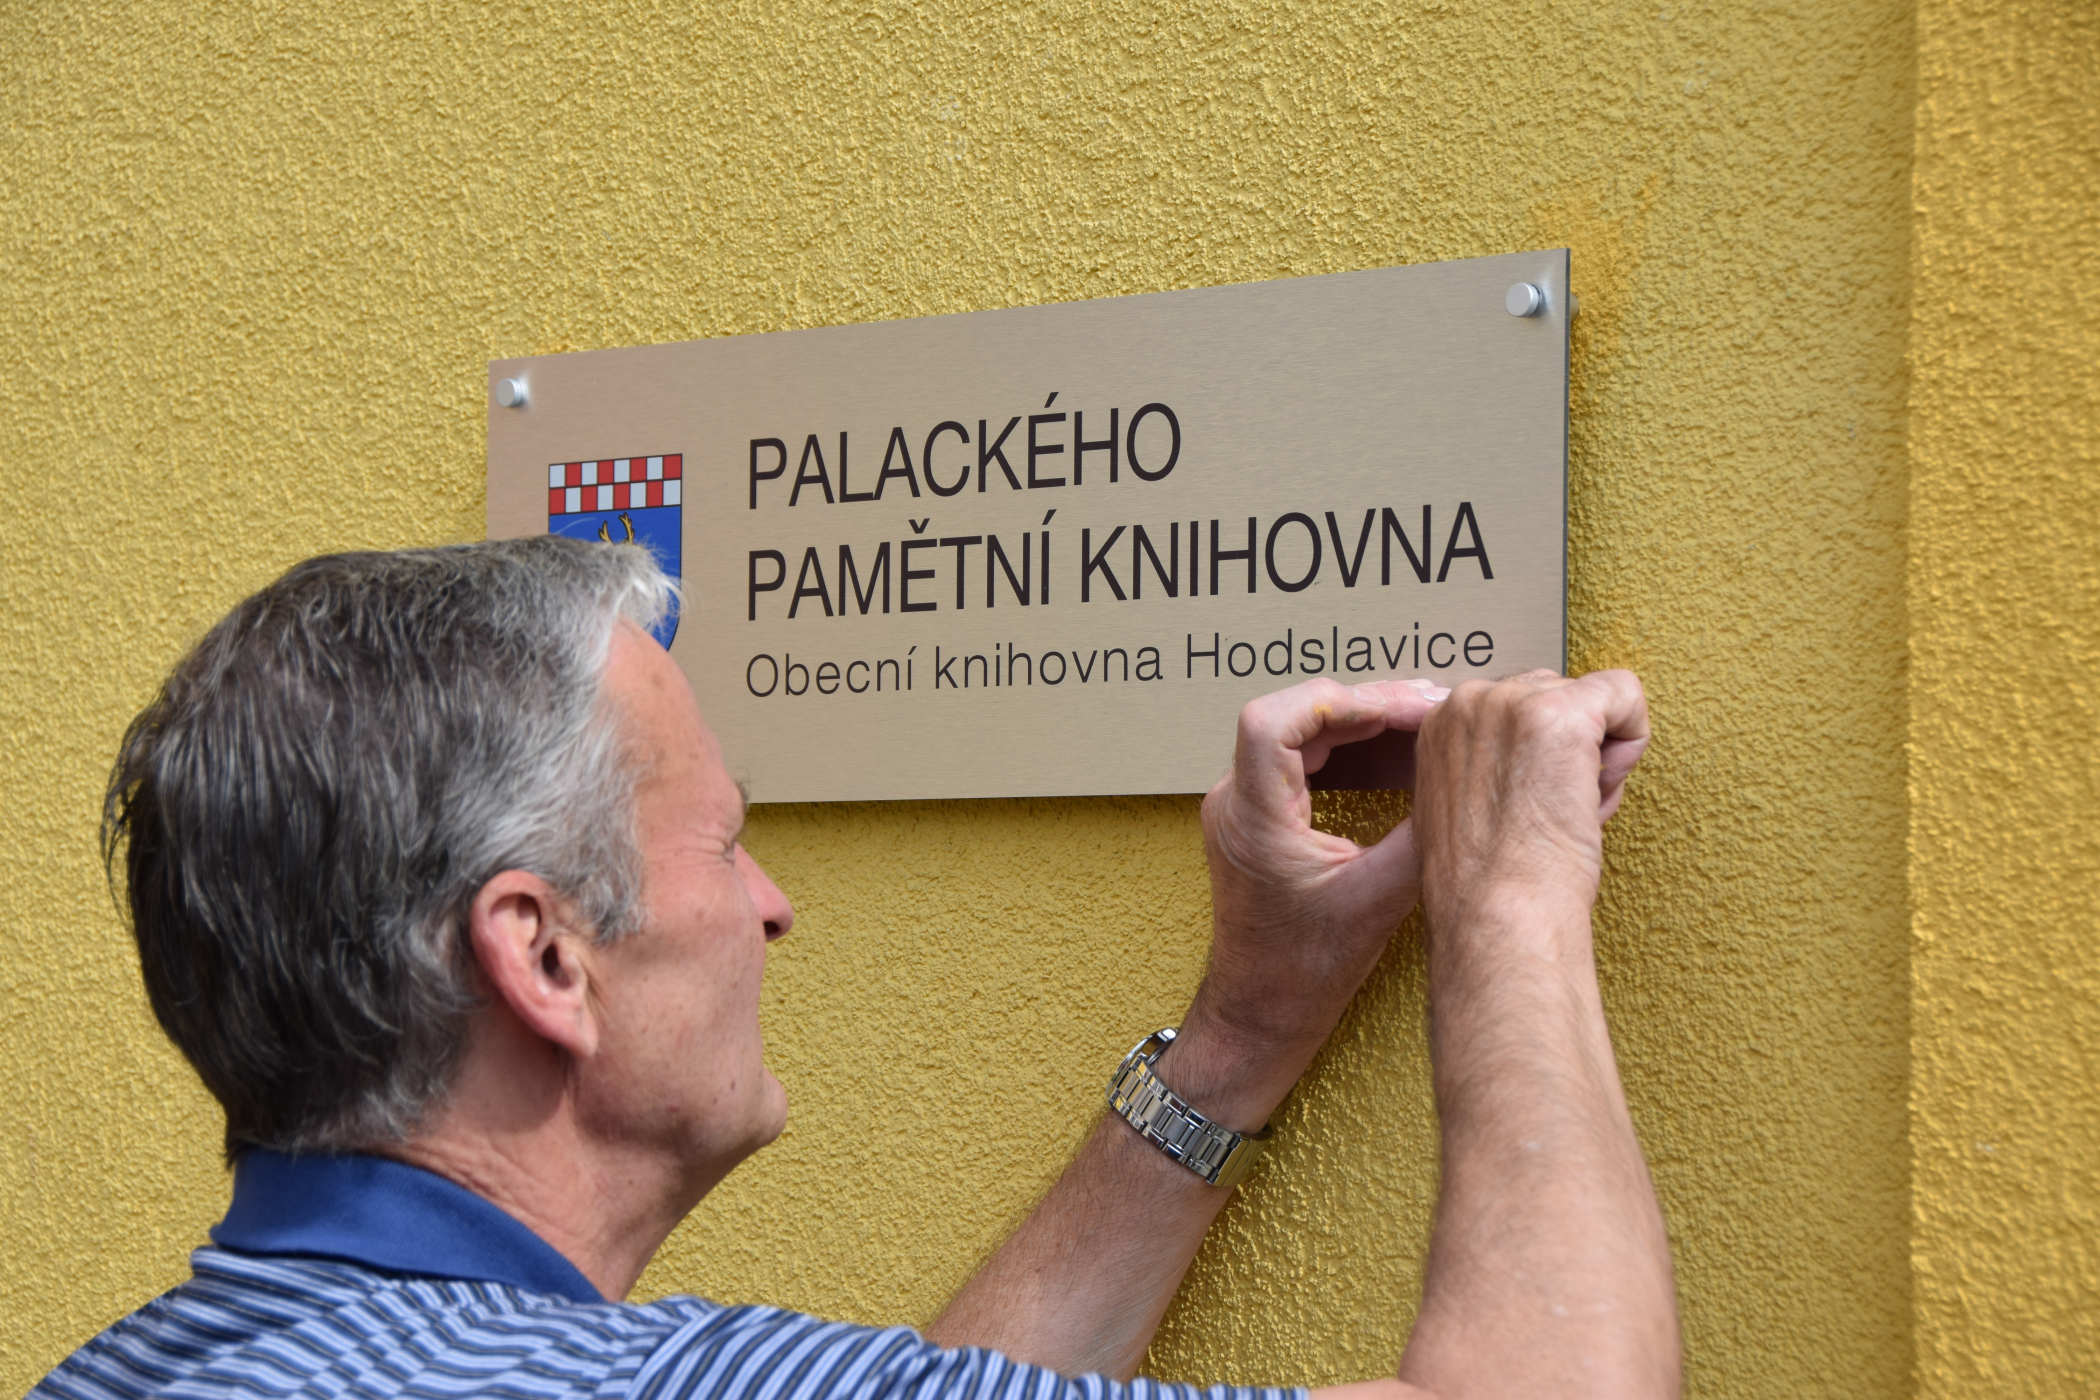 PALACKÉHO
PAMĚTNÍ KNIHOVNA
Obecní knihovna Hodslavice